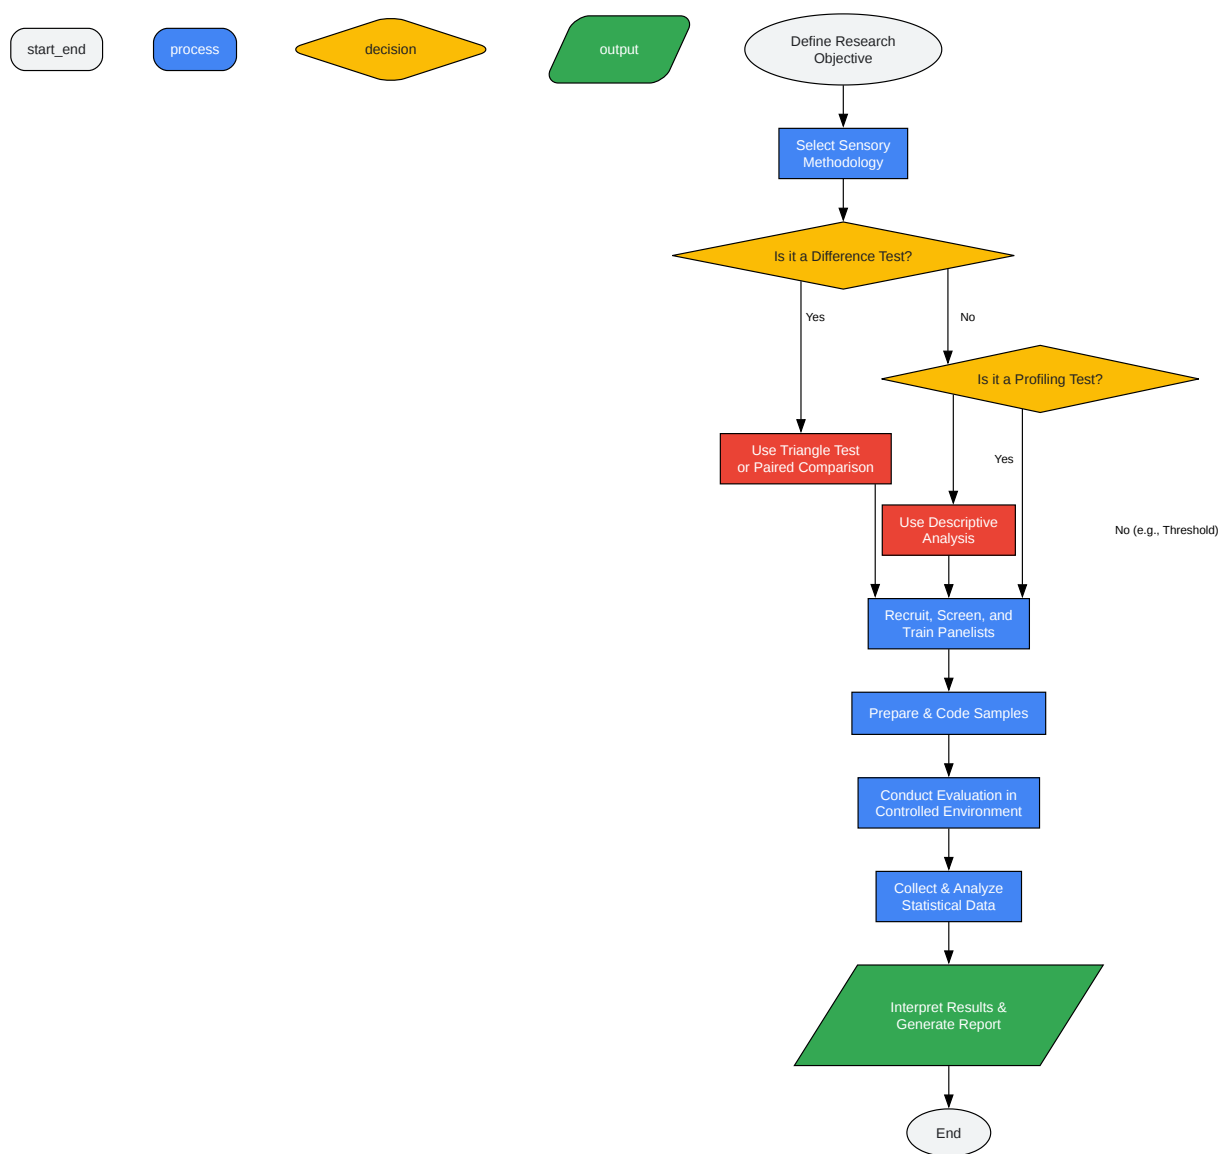 start_end
process
decision
output
Define Research
Objective
Select Sensory
Methodology
Is it a Difference Test?
Yes
No
Is it a Profiling Test?
Use Triangle Test
or Paired Comparison
Yes
Use Descriptive
Analysis
No (e.g., Threshold)
Recruit, Screen, and
Train Panelists
Prepare & Code Samples
Conduct Evaluation in
Controlled Environment
Collect & Analyze
Statistical Data
Interpret Results &
Generate Report
End